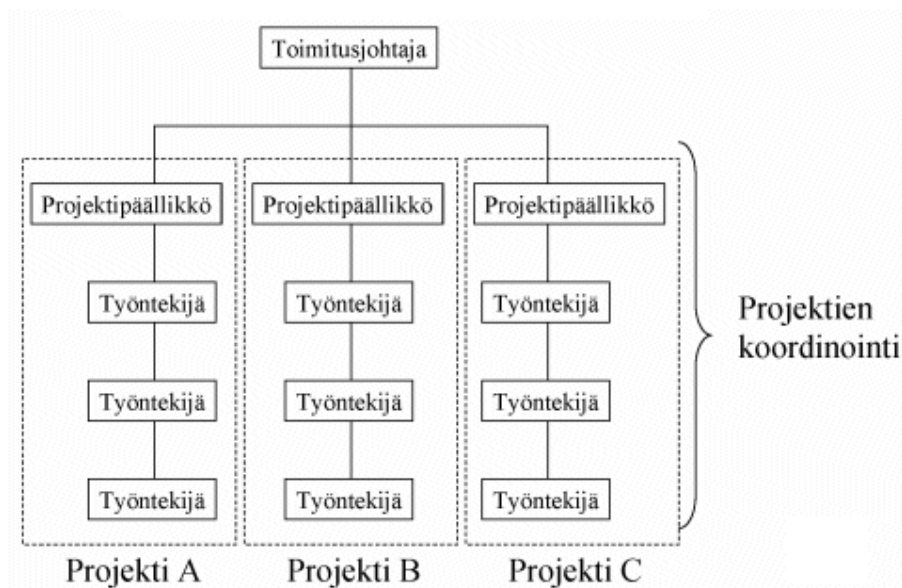 Toimitusjohtaja
Projektipäällikkö
Projektipäällikkö
Projektipäällikkö
Työntekijä
Työntekijä
Työntekijä
Työntekijä
Työntekijä
Työntekijä
Työntekijä
Työntekijä
Työntekijä
Projektien
koordinointi
Projekti A
Projekti B
Projekti C